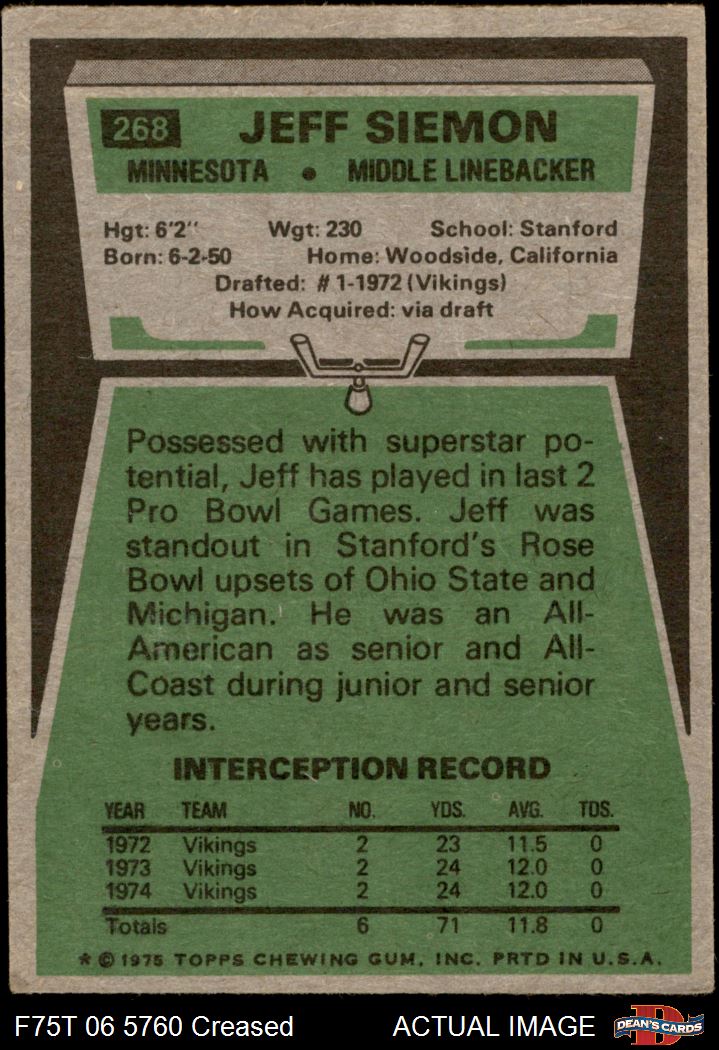 268 JEFF SIEMON
MINNESOTA • MIDDLE LINEBACKER
Hgt: 6'2" Wgt: 230 School: Stanford
Born: 6-2-50 Home: Woodside, California
Drafted: #1-1972 (Vikings)
How Acquired: via draft
Possessed with superstar po-
tential, Jeff has played in last 2
Pro Bowl Games. Jeff was
standout in Stanford's Rose
Bowl upsets of Ohio State and
Michigan. He was an All-
American as senior and All-
Coast during junior and senior
years.
INTERCEPTION RECORD
YEAR TEAM NO. YDS. AVG. TDS.
1972 Vikings 2 23 11.5 0
1973 Vikings 2 24 12.0 0
1974 Vikings 2 24 12.0 0
Totals 6 71 11.8 0
* © 1975 TOPPS CHEWING GUM, INC. PRTD IN U.S.A.
F75T 06 5760 Creased ACTUAL IMAGE DEAN'S CARDS